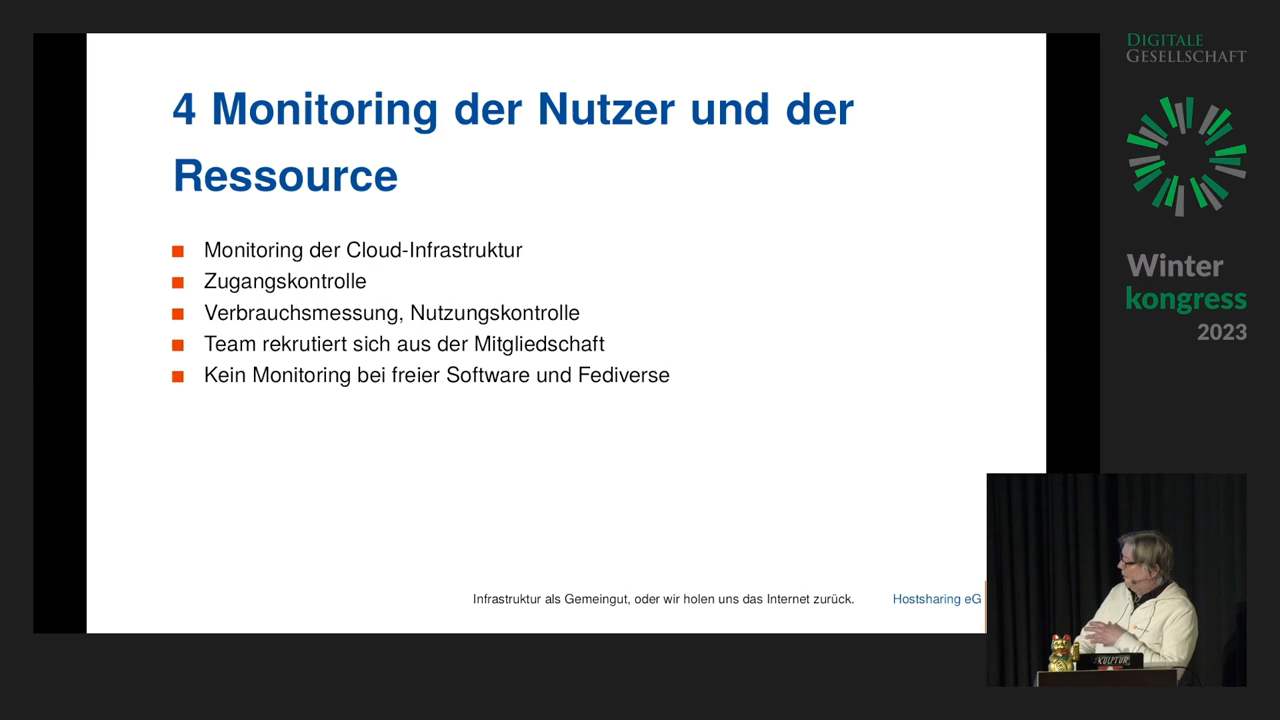 4 Monitoring der Nutzer und der
Ressource
Monitoring der Cloud-Infrastruktur
Zugangskontrolle
Verbrauchsmessung, Nutzungskontrolle
Team rekrutiert sich aus der Mitgliedschaft
Kein Monitoring bei freier Software und Fediverse
Infrastruktur als Gemeingut, oder wir holen uns das Internet zurück. Hostsharing eG
DIGITALE
GESELLSCHAFT
Winter
kongress
2023
KULTUR